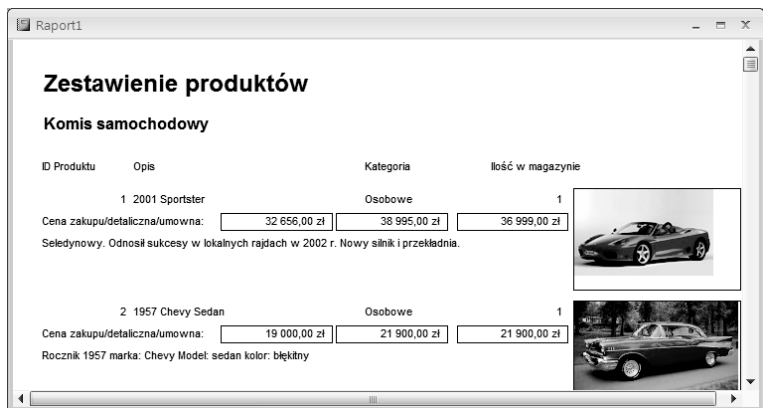 Raport1
Zestawienie produktów
Komis samochodowy
ID Produktu Opis Kategoria Ilość w magazynie
1 2001 Sportster Osobowe 1
Cena zakupu/detaliczna/umowna: 32 656,00 zł 38 995,00 zł 36 999,00 zł
Seledynowy. Odnosił sukcesy w lokalnych rajdach w 2002 r. Nowy silnik i przekładnia.
2 1957 Chevy Sedan Osobowe 1
Cena zakupu/detaliczna/umowna: 19 000,00 zł 21 900,00 zł 21 900,00 zł
Rocznik 1957 marka: Chevy Model: sedan kolor: błękitny